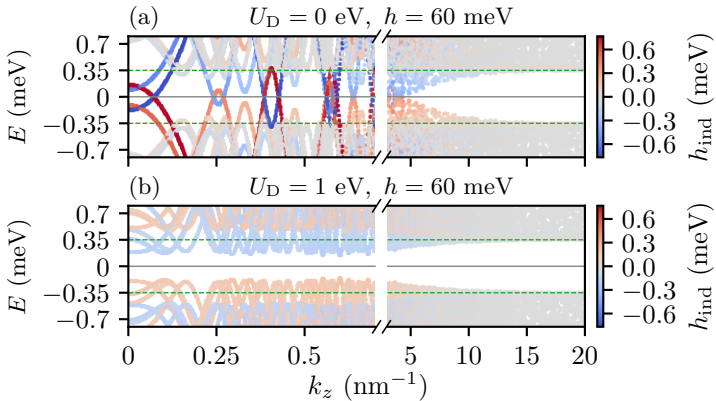 (a) U_D = 0 eV, h = 60 meV
0.7
0.35
0
−0.35
−0.7
E (meV)
0.6
0.3
0.0
−0.3
−0.6
h_ind (meV)
(b) U_D = 1 eV, h = 60 meV
0.7
0.35
0
−0.35
−0.7
E (meV)
0.6
0.3
0.0
−0.3
−0.6
h_ind (meV)
0 0.25 0.5 5 10 15 20
k_z (nm⁻¹)